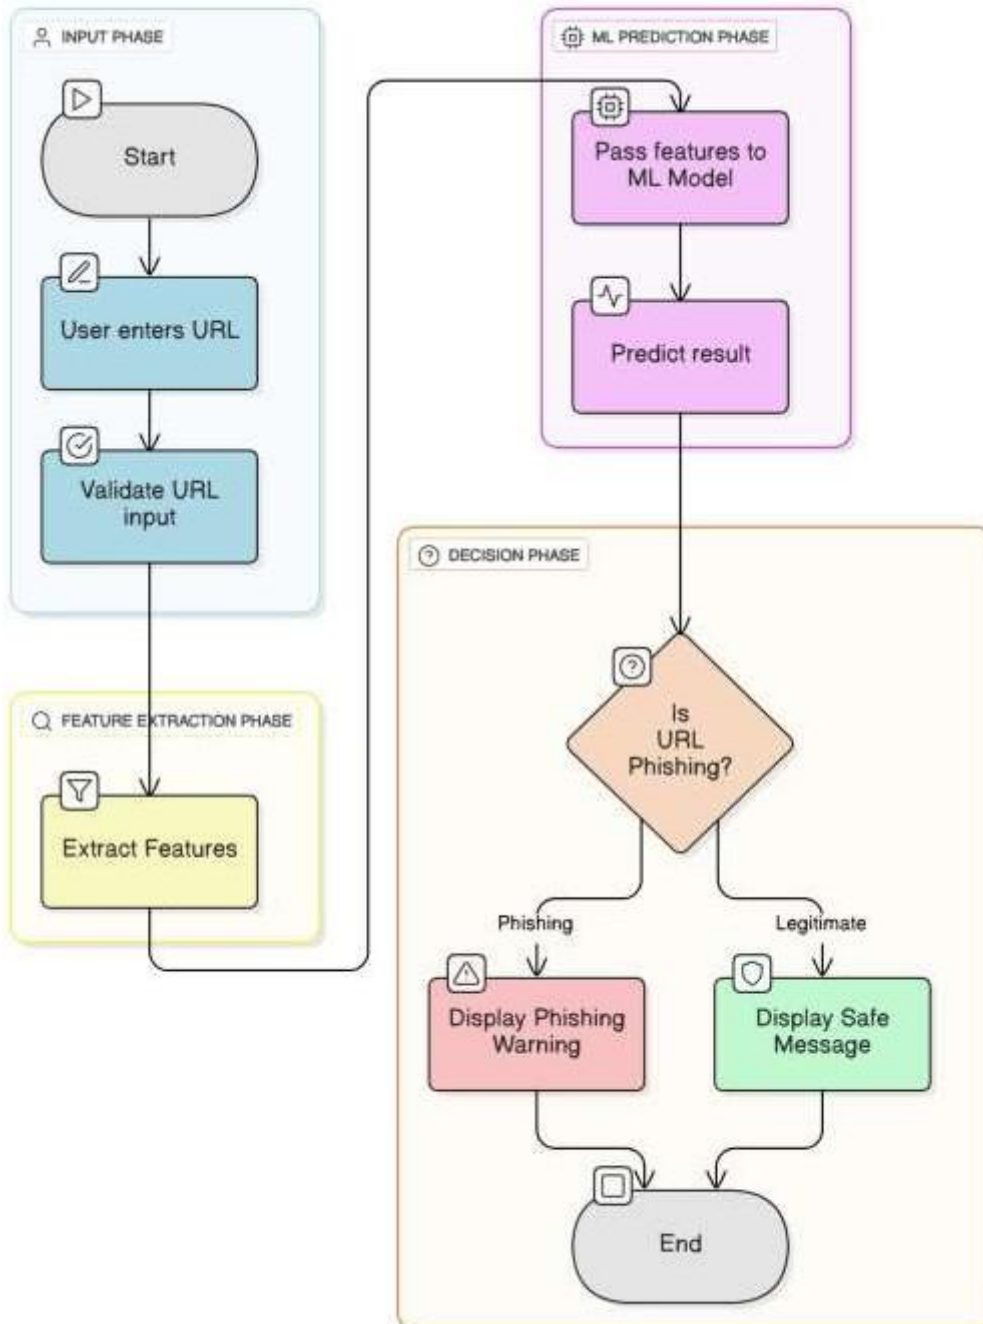 INPUT PHASE
Start
User enters URL
Validate URL
input
FEATURE EXTRACTION PHASE
Extract Features
ML PREDICTION PHASE
Pass features to
ML Model
Predict result
DECISION PHASE
Is
URL
Phishing?
Phishing
Legitimate
Display Phishing
Warning
Display Safe
Message
End